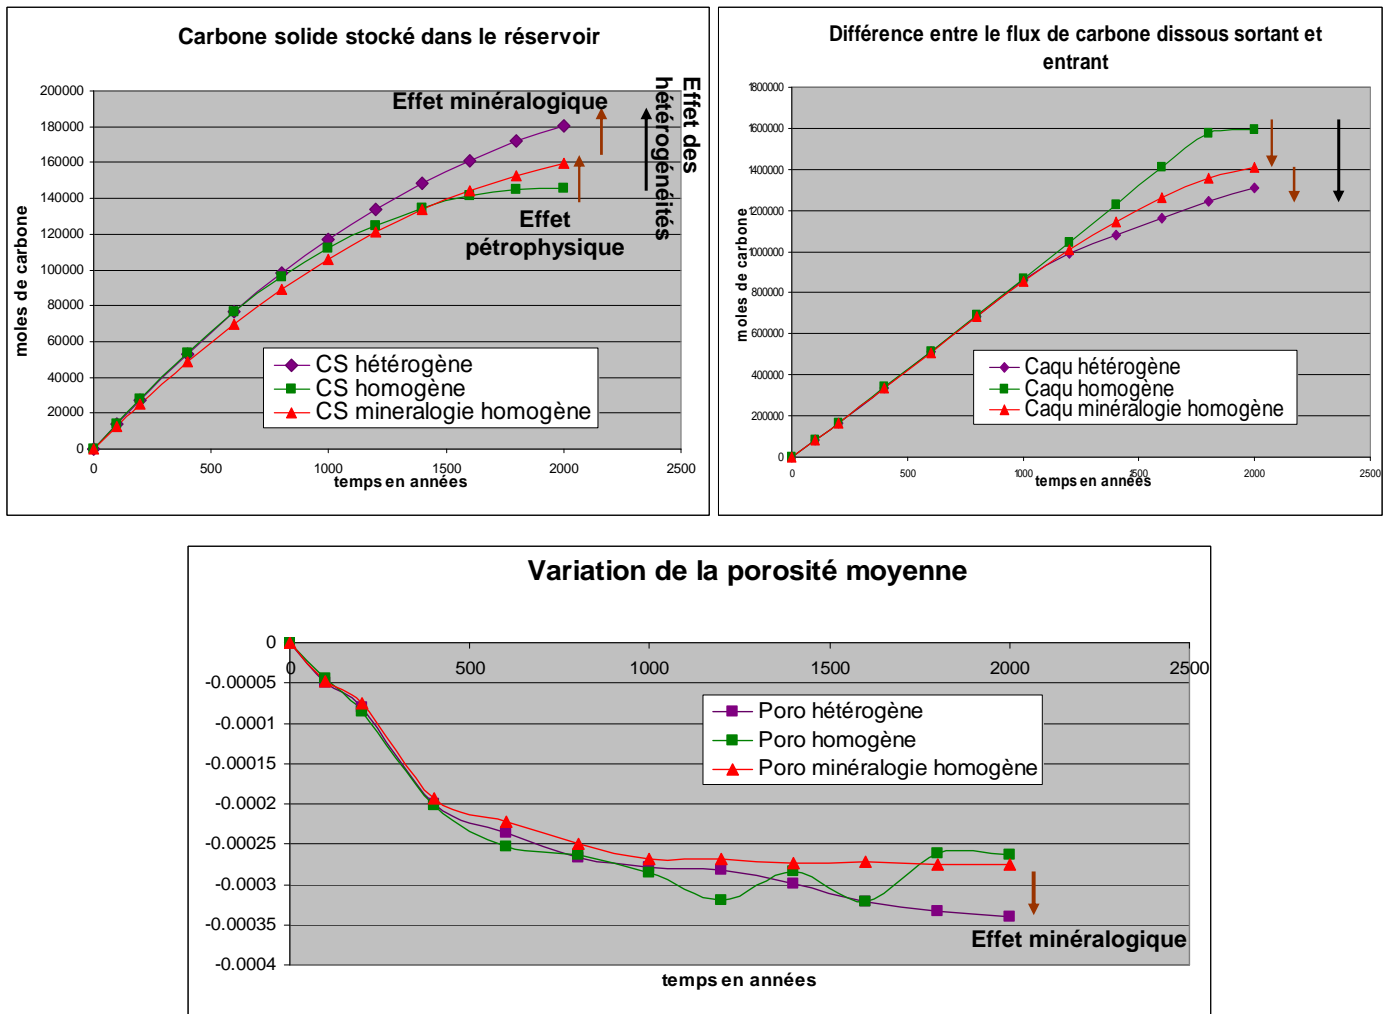 Carbone solide stocké dans le réservoir
200000
180000
160000
140000
120000
100000
80000
60000
40000
20000
0
0
500
1000
1500
2000
2500
moles de carbone
temps en années
Effet minéralogique
Effet
pétrophysique
Effet des
hétérogénéités
CS hétérogène
CS homogène
CS mineralogie homogène
Différence entre le flux de carbone dissous sortant et
entrant
1800000
1600000
1400000
1200000
1000000
800000
600000
400000
200000
0
0
500
1000
1500
2000
2500
moles de carbone
temps en années
Caqu hétérogène
Caqu homogène
Caqu minéralogie homogène
Variation de la porosité moyenne
0
-0.00005
-0.0001
-0.00015
-0.0002
-0.00025
-0.0003
-0.00035
-0.0004
0
500
1000
1500
2000
2500
Poro hétérogène
Poro homogène
Poro minéralogie homogène
Effet minéralogique
temps en années